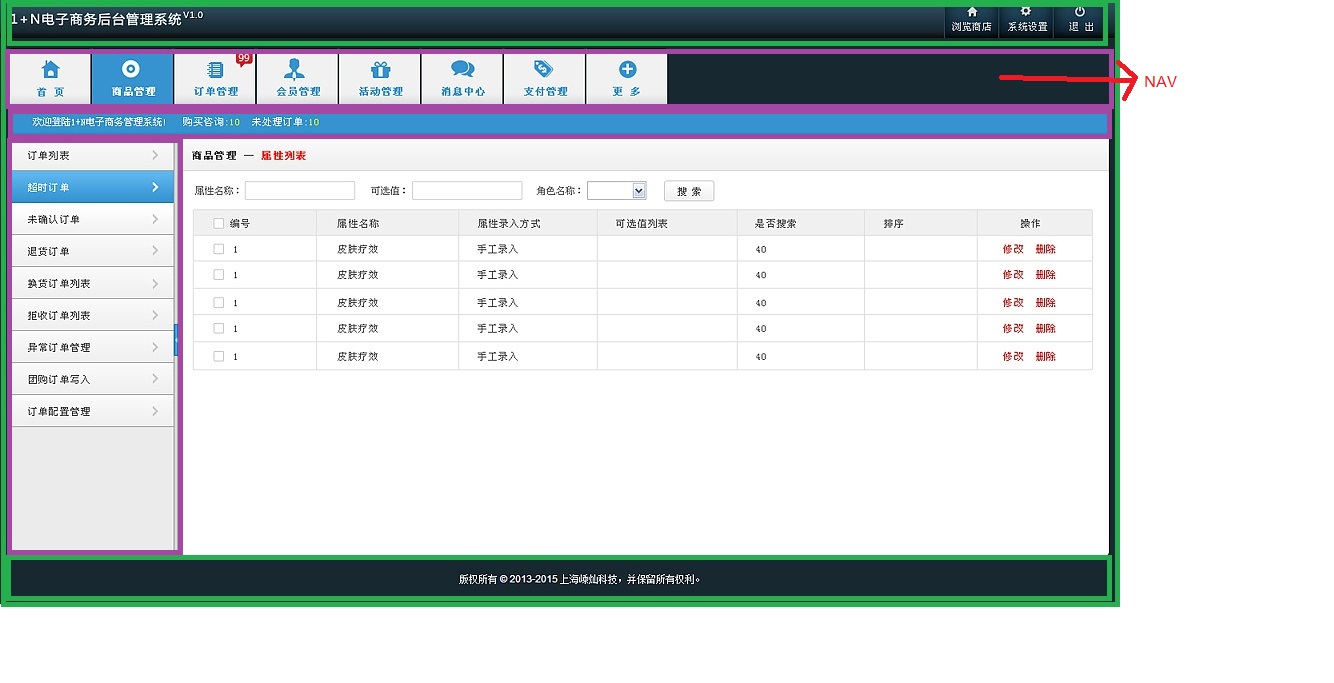 1+N电子商务后台管理系统V1.0
浏览商店 系统设置 退 出
99
首 页 商品管理 订单管理 会员管理 活动管理 消息中心 支付管理 更 多
NAV
欢迎登陆1+N电子商务管理系统! 购买咨询:10 未处理订单:10
订单列表
超时订单
未确认订单
退货订单
换货订单列表
拒收订单列表
异常订单管理
团购订单写入
订单配置管理
商品管理 — 属性列表
属性名称: 可选值: 角色名称: 搜 索
编号 属性名称 属性录入方式 可选值列表 是否搜索 排序 操作
1 皮肤疗效 手工录入 40 修改 删除
1 皮肤疗效 手工录入 40 修改 删除
1 皮肤疗效 手工录入 40 修改 删除
1 皮肤疗效 手工录入 40 修改 删除
1 皮肤疗效 手工录入 40 修改 删除
版权所有 © 2013-2015 上海嵊灿科技，并保留所有权利。